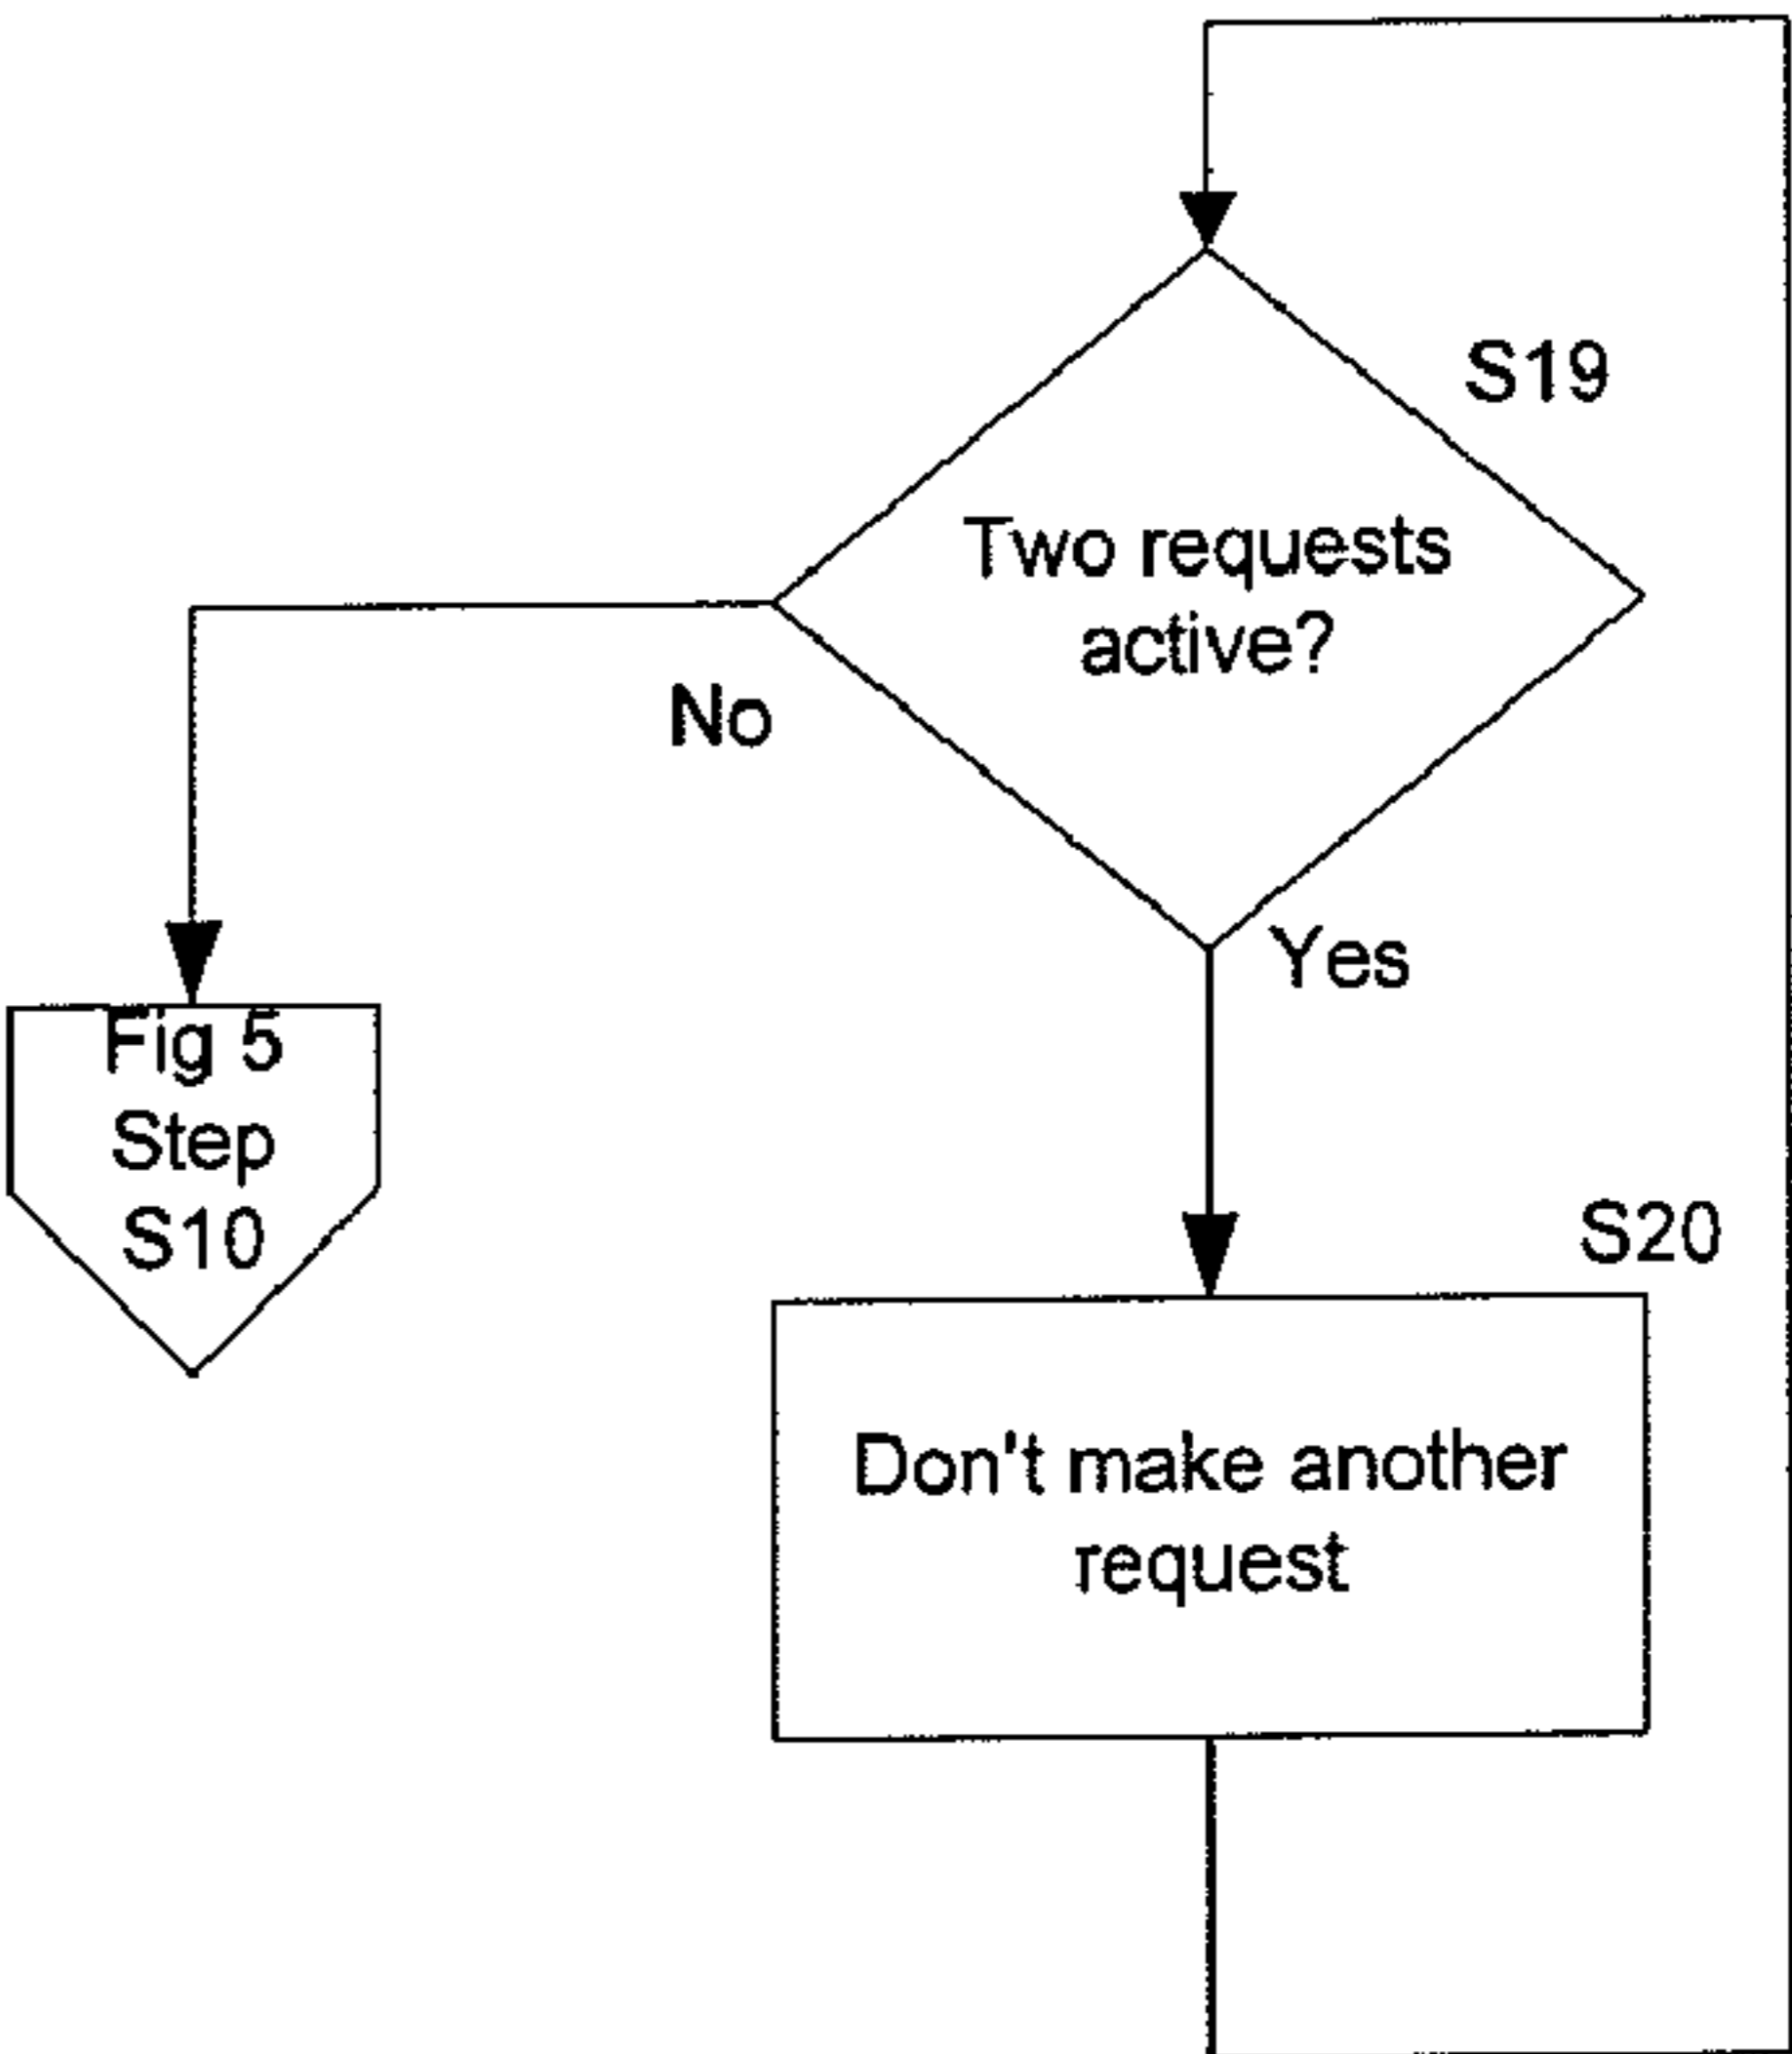 S19
Two requests
active?
No
Yes
Fig 5
Step
S10
S20
Don't make another
request